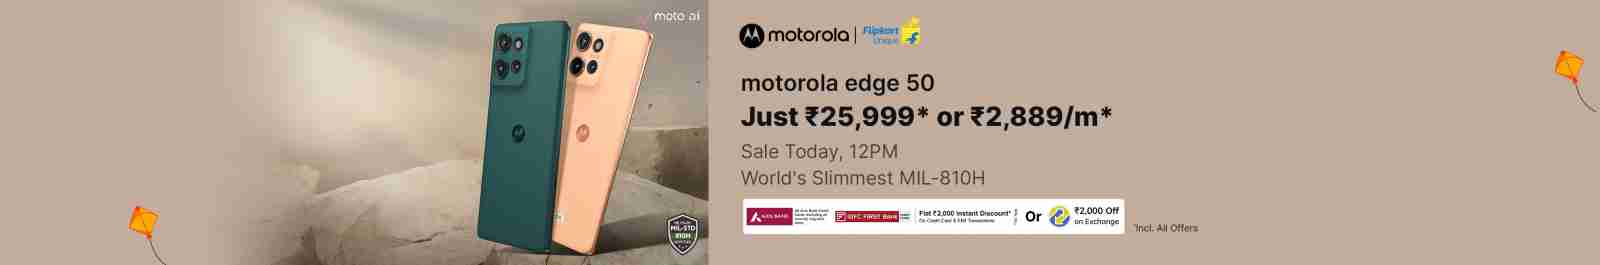 moto ai
motorola
Flipkart
Unique
motorola edge 50
Just ₹25,999* or ₹2,889/m*
Sale Today, 12PM
World's Slimmest MIL-810H
MIL-STD
810H
AXIS BANK
IDFC FIRST Bank
Flat ₹2,000 Instant Discount*
On Credit Card & EMI Transactions
Or
₹2,000 Off
on Exchange
*Incl. All Offers